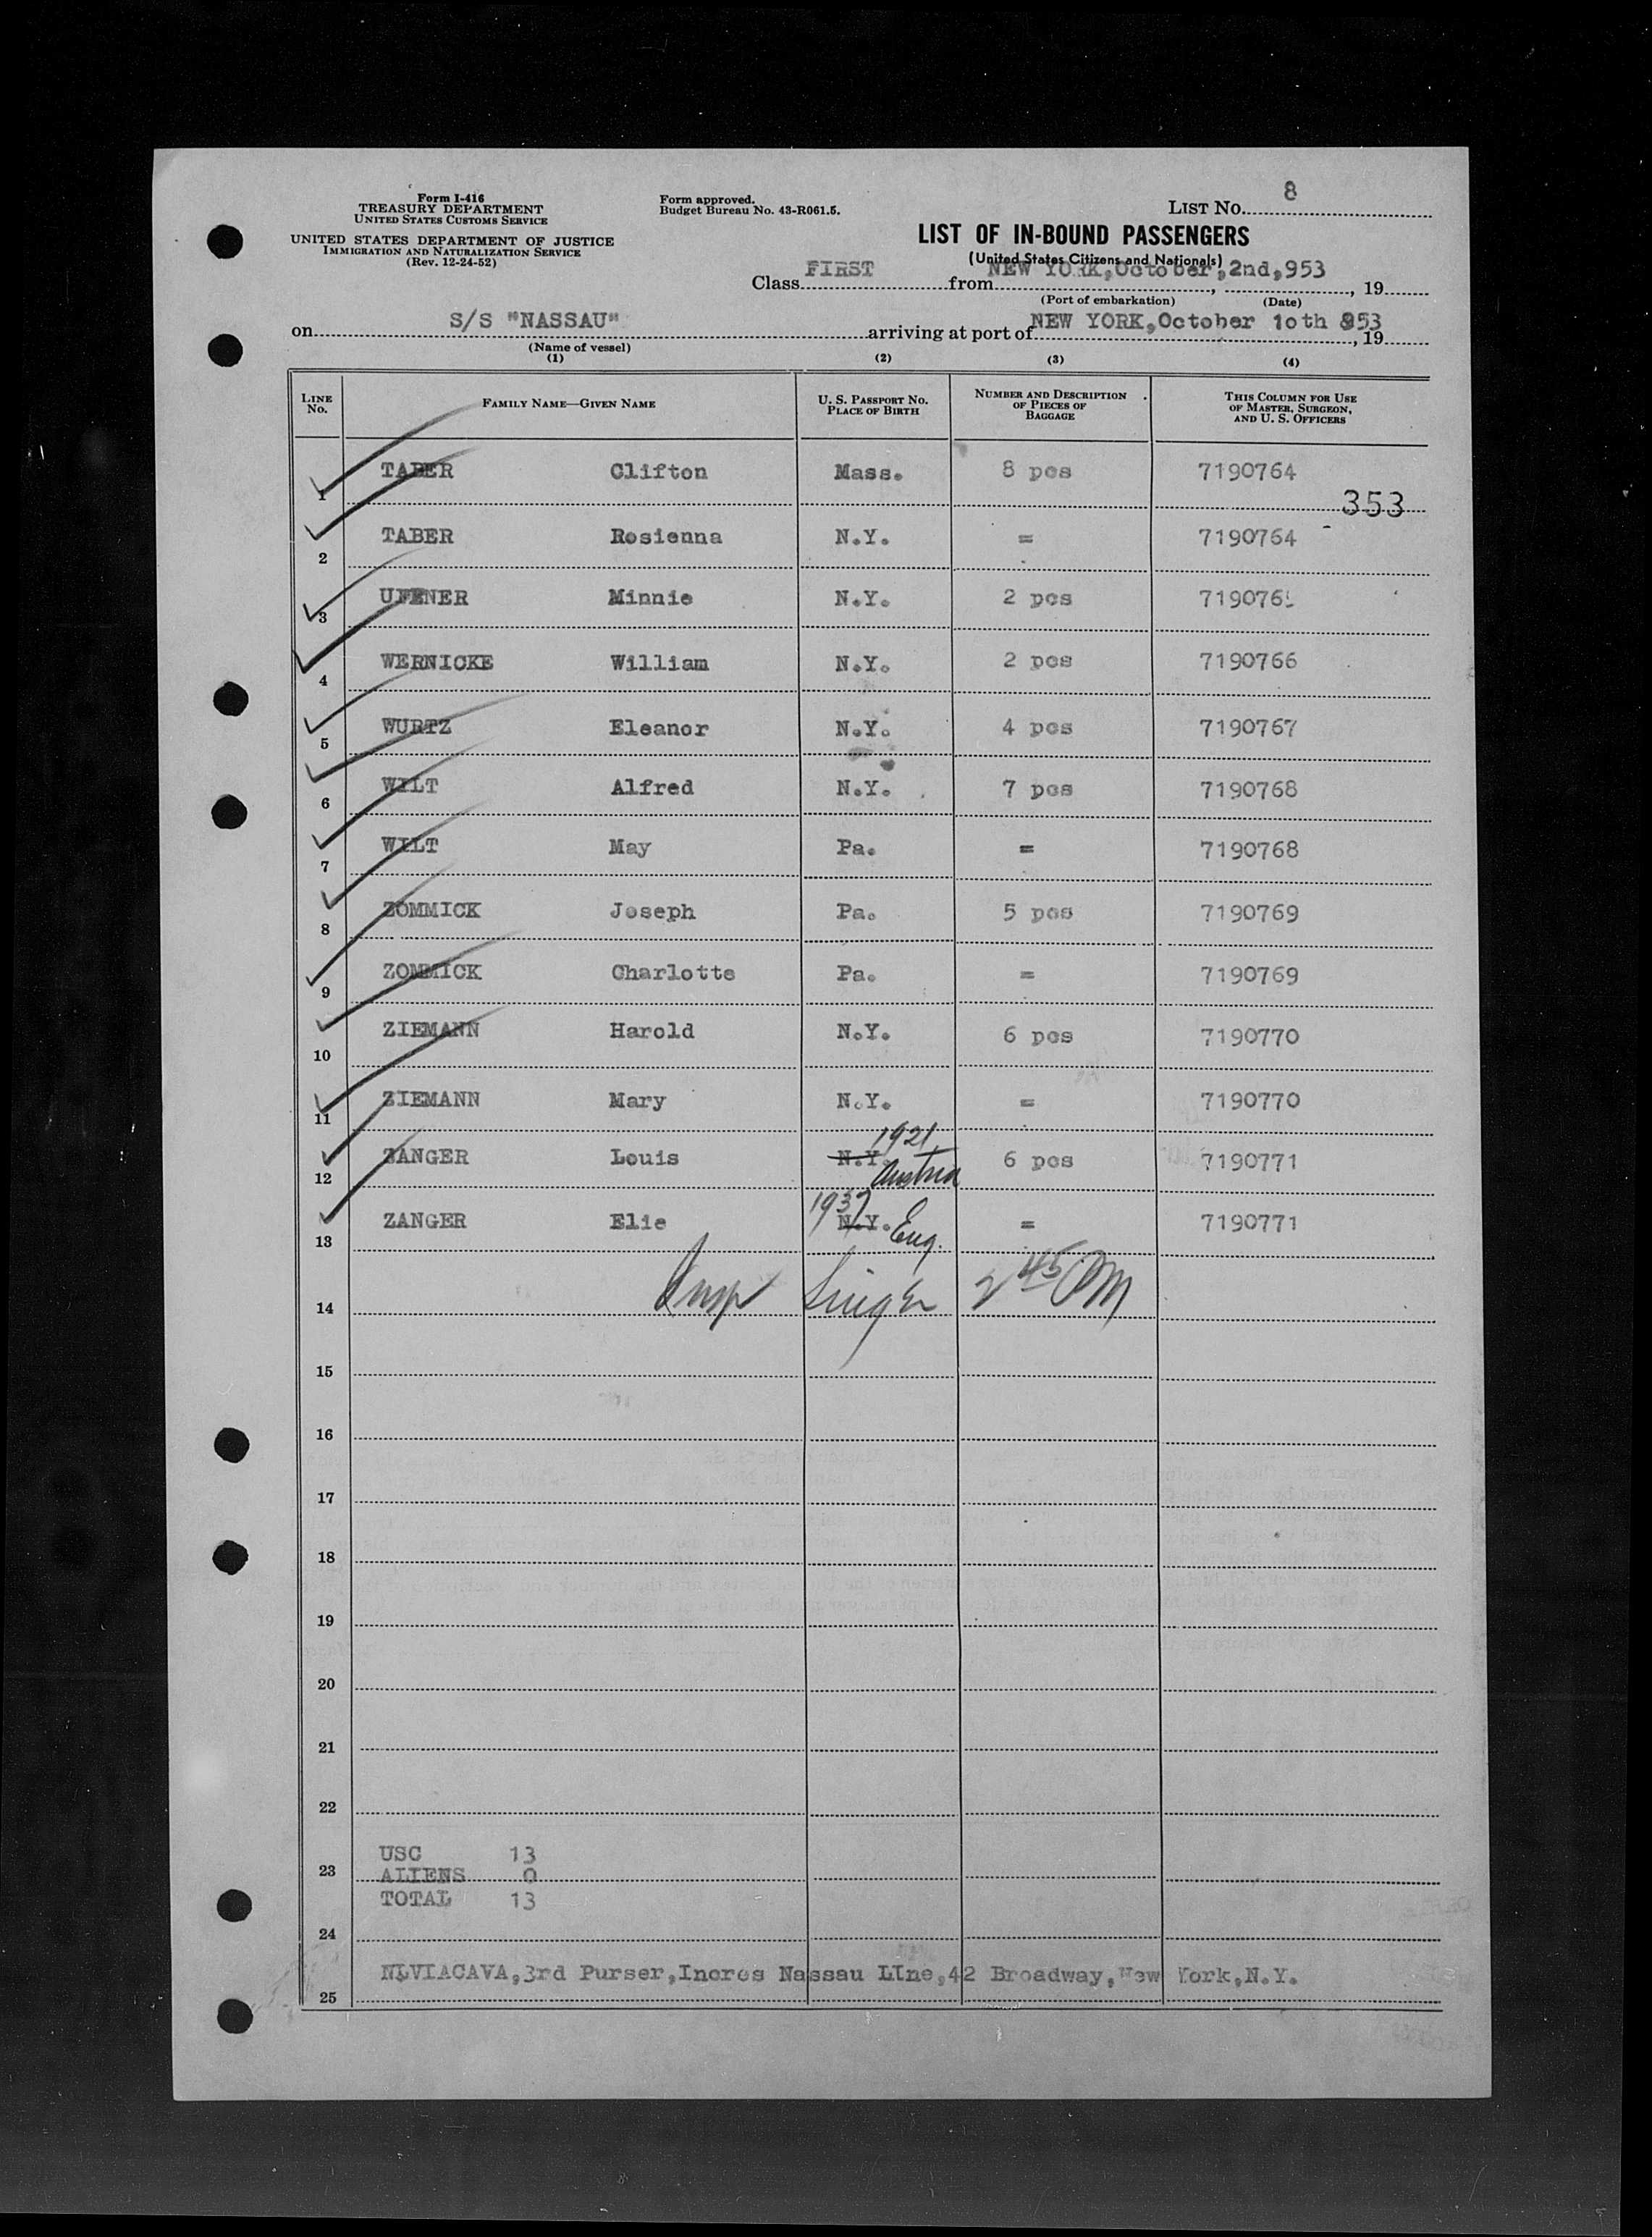 8
Form I-416
TREASURY DEPARTMENT
UNITED STATES CUSTOMS SERVICE
Form approved.
Budget Bureau No. 43-R061.5.
LIST NO.
UNITED STATES DEPARTMENT OF JUSTICE
IMMIGRATION AND NATURALIZATION SERVICE
(Rev. 12-24-52)
LIST OF IN-BOUND PASSENGERS
(United States Citizens and Nationals)
Class FIRST from NEW YORK, October, 2nd, 953, 19
(Port of embarkation) (Date)
on S/S "NASSAU" arriving at port of NEW YORK, October 10th 953, 19
(Name of vessel)
(1) (2) (3) (4)
LINE NO. FAMILY NAME—GIVEN NAME U. S. PASSPORT NO. PLACE OF BIRTH NUMBER AND DESCRIPTION OF PIECES OF BAGGAGE THIS COLUMN FOR USE OF MASTER, SURGEON, AND U. S. OFFICERS
1 TABER Clifton Mass. 8 pcs 7190764
353
2 TABER Rosienna N.Y. = 7190764
3 UFENER Minnie N.Y. 2 pcs 7190765
4 WERNICKE William N.Y. 2 pcs 7190766
5 WURTZ Eleanor N.Y. 4 pcs 7190767
6 WILT Alfred N.Y. 7 pcs 7190768
7 WILT May Pa. = 7190768
8 ZOMMICK Joseph Pa. 5 pcs 7190769
9 ZOMMICK Charlotte Pa. = 7190769
10 ZIEMANN Harold N.Y. 6 pcs 7190770
11 ZIEMANN Mary N.Y. = 7190770
12 ZANGER Louis N.Y. 1921 Austria 6 pcs 7190771
13 ZANGER Elie 1937 N.Y. Eng. = 7190771
14 Insp Singer 2 45 PM
15
16
17
18
19
20
21
22
USC 13
23 ALIENS 0
TOTAL 13
24
NLVIACAVA, 3rd Purser, Incres Nassau LIne, 42 Broadway, New York, N.Y.
25